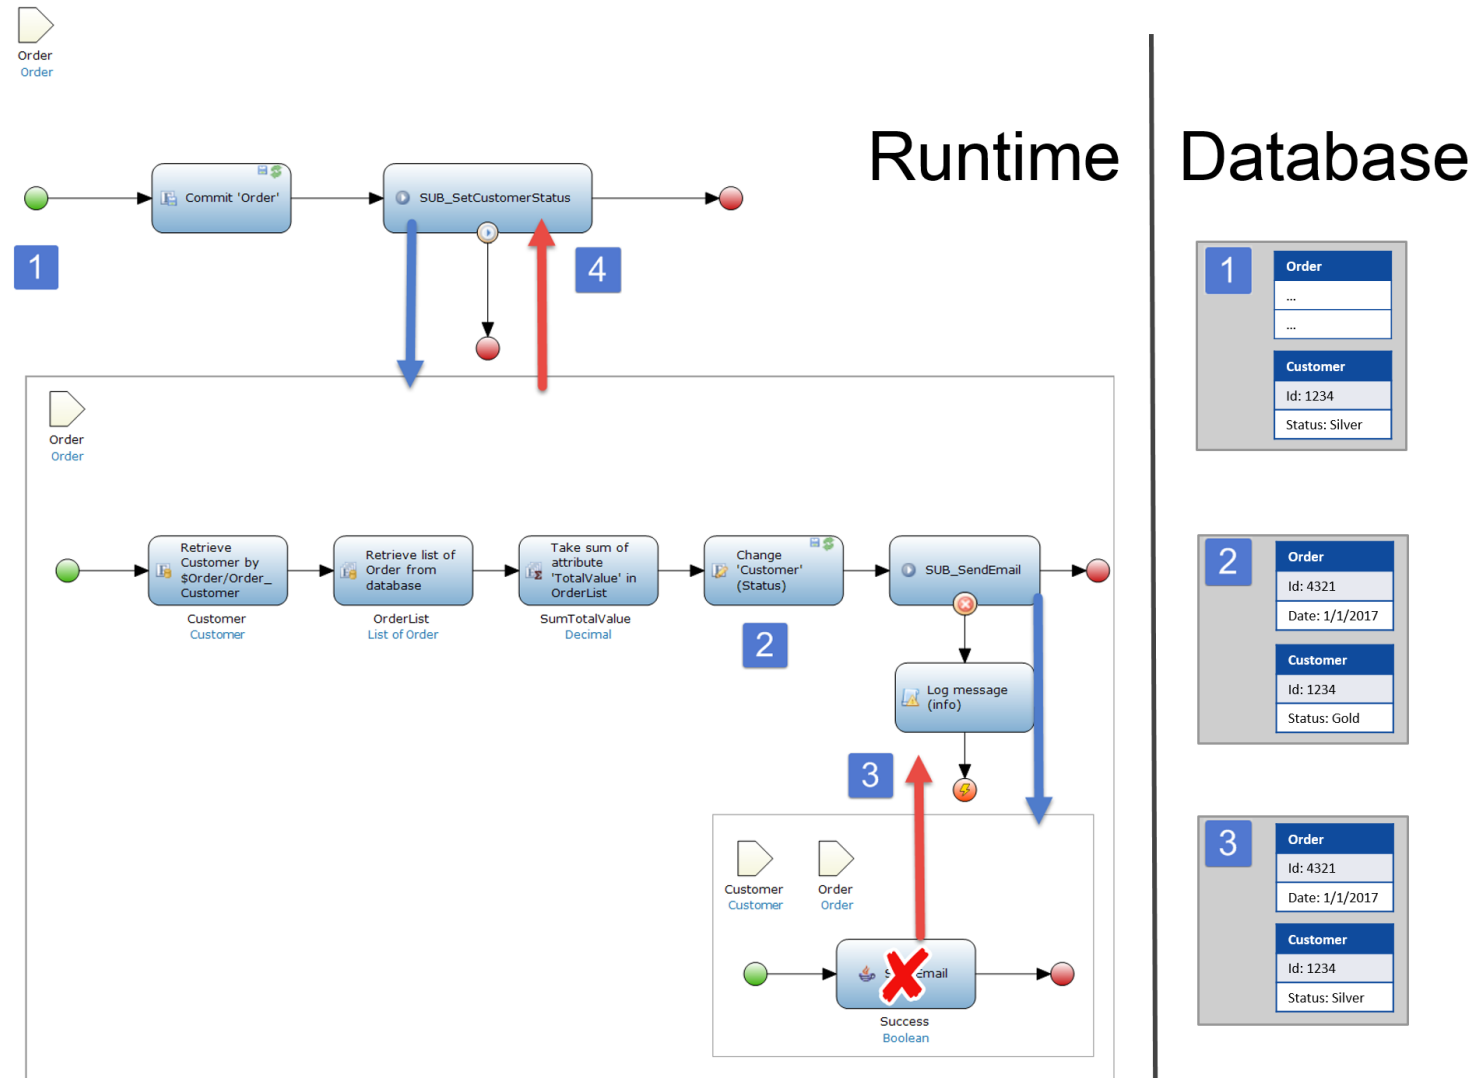 Order
Order
Runtime
Database
Commit 'Order'
SUB_SetCustomerStatus
1
4
1
Order
...
...
Customer
Id: 1234
Status: Silver
Order
Order
Retrieve
Customer by
$Order/Order_
Customer
Customer
Customer
Retrieve list of
Order from
database
OrderList
List of Order
Take sum of
attribute
'TotalValue' in
OrderList
SumTotalValue
Decimal
Change
'Customer'
(Status)
2
SUB_SendEmail
Log message
(info)
3
2
Order
Id: 4321
Date: 1/1/2017
Customer
Id: 1234
Status: Gold
Customer
Customer
Order
Order
Email
Success
Boolean
3
Order
Id: 4321
Date: 1/1/2017
Customer
Id: 1234
Status: Silver